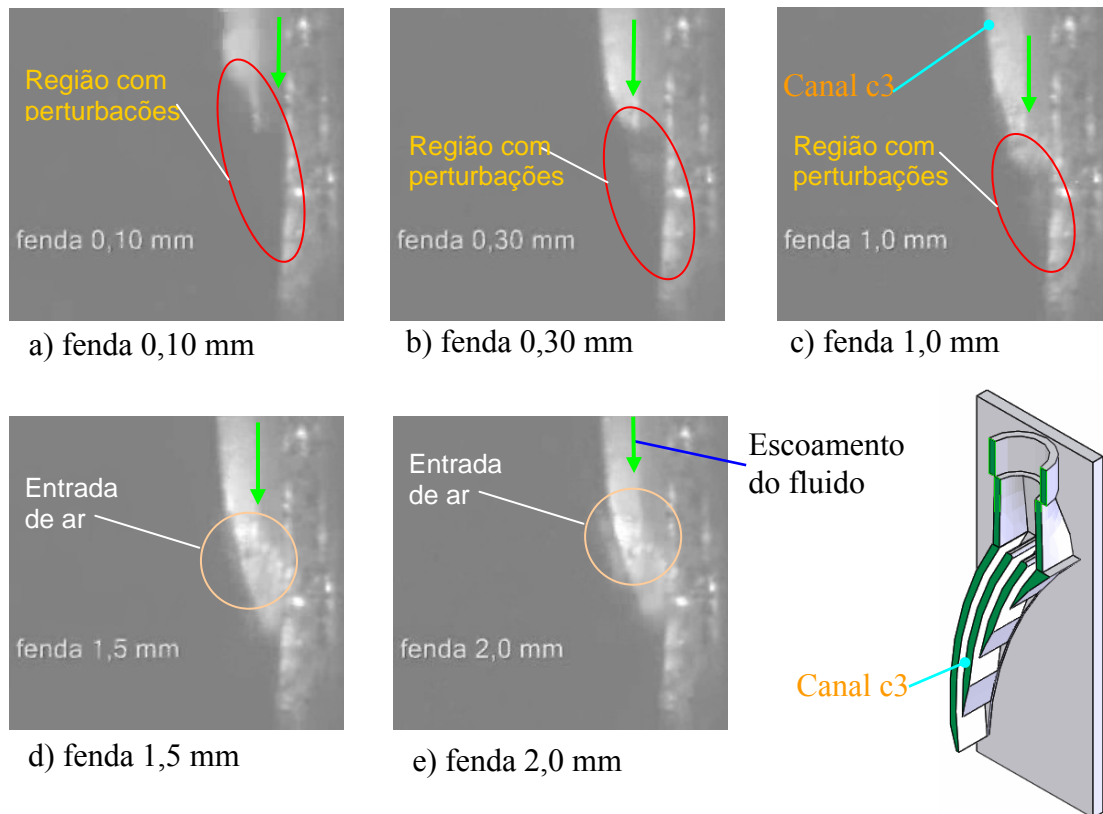 Região com
perturbações
fenda 0,10 mm
a) fenda 0,10 mm
Região com
perturbações
fenda 0,30 mm
b) fenda 0,30 mm
Canal c3
Região com
perturbações
fenda 1,0 mm
c) fenda 1,0 mm
Entrada
de ar
fenda 1,5 mm
d) fenda 1,5 mm
Entrada
de ar
fenda 2,0 mm
e) fenda 2,0 mm
Escoamento
do fluido
Canal c3